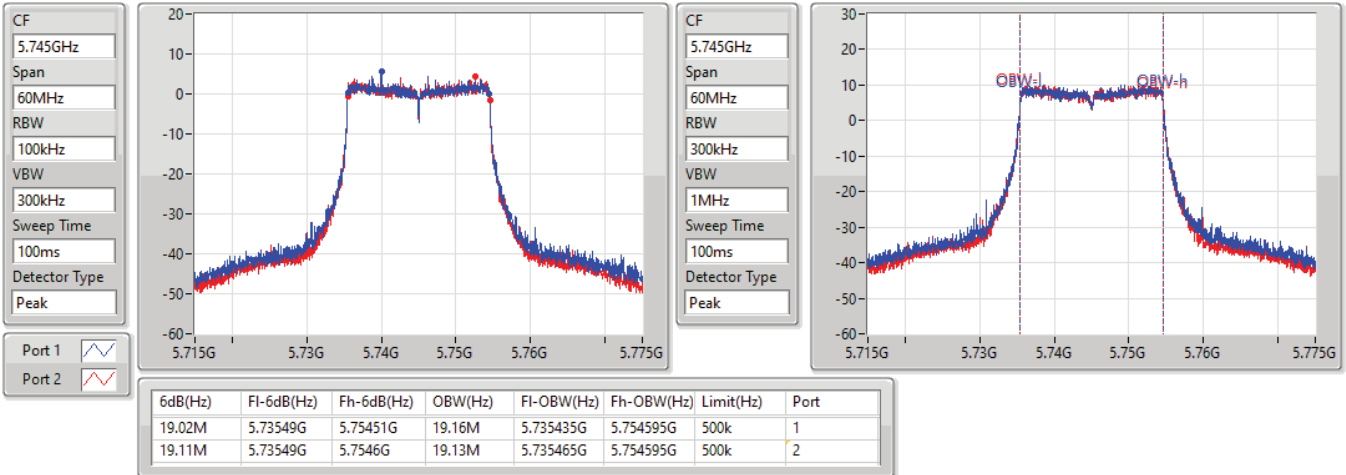 CF
5.745GHz
Span
60MHz
RBW
100kHz
VBW
300kHz
Sweep Time
100ms
Detector Type
Peak
Port 1
Port 2
20
10
0
-10
-20
-30
-40
-50
-60
5.715G 5.73G 5.74G 5.75G 5.76G 5.775G
CF
5.745GHz
Span
60MHz
RBW
300kHz
VBW
1MHz
Sweep Time
100ms
Detector Type
Peak
30
20
10
0
-10
-20
-30
-40
-50
-60
OBW-l OBW-h
5.715G 5.73G 5.74G 5.75G 5.76G 5.775G
6dB(Hz) Fl-6dB(Hz) Fh-6dB(Hz) OBW(Hz) Fl-OBW(Hz) Fh-OBW(Hz) Limit(Hz) Port
19.02M 5.73549G 5.75451G 19.16M 5.735435G 5.754595G 500k 1
19.11M 5.73549G 5.7546G 19.13M 5.735465G 5.754595G 500k 2